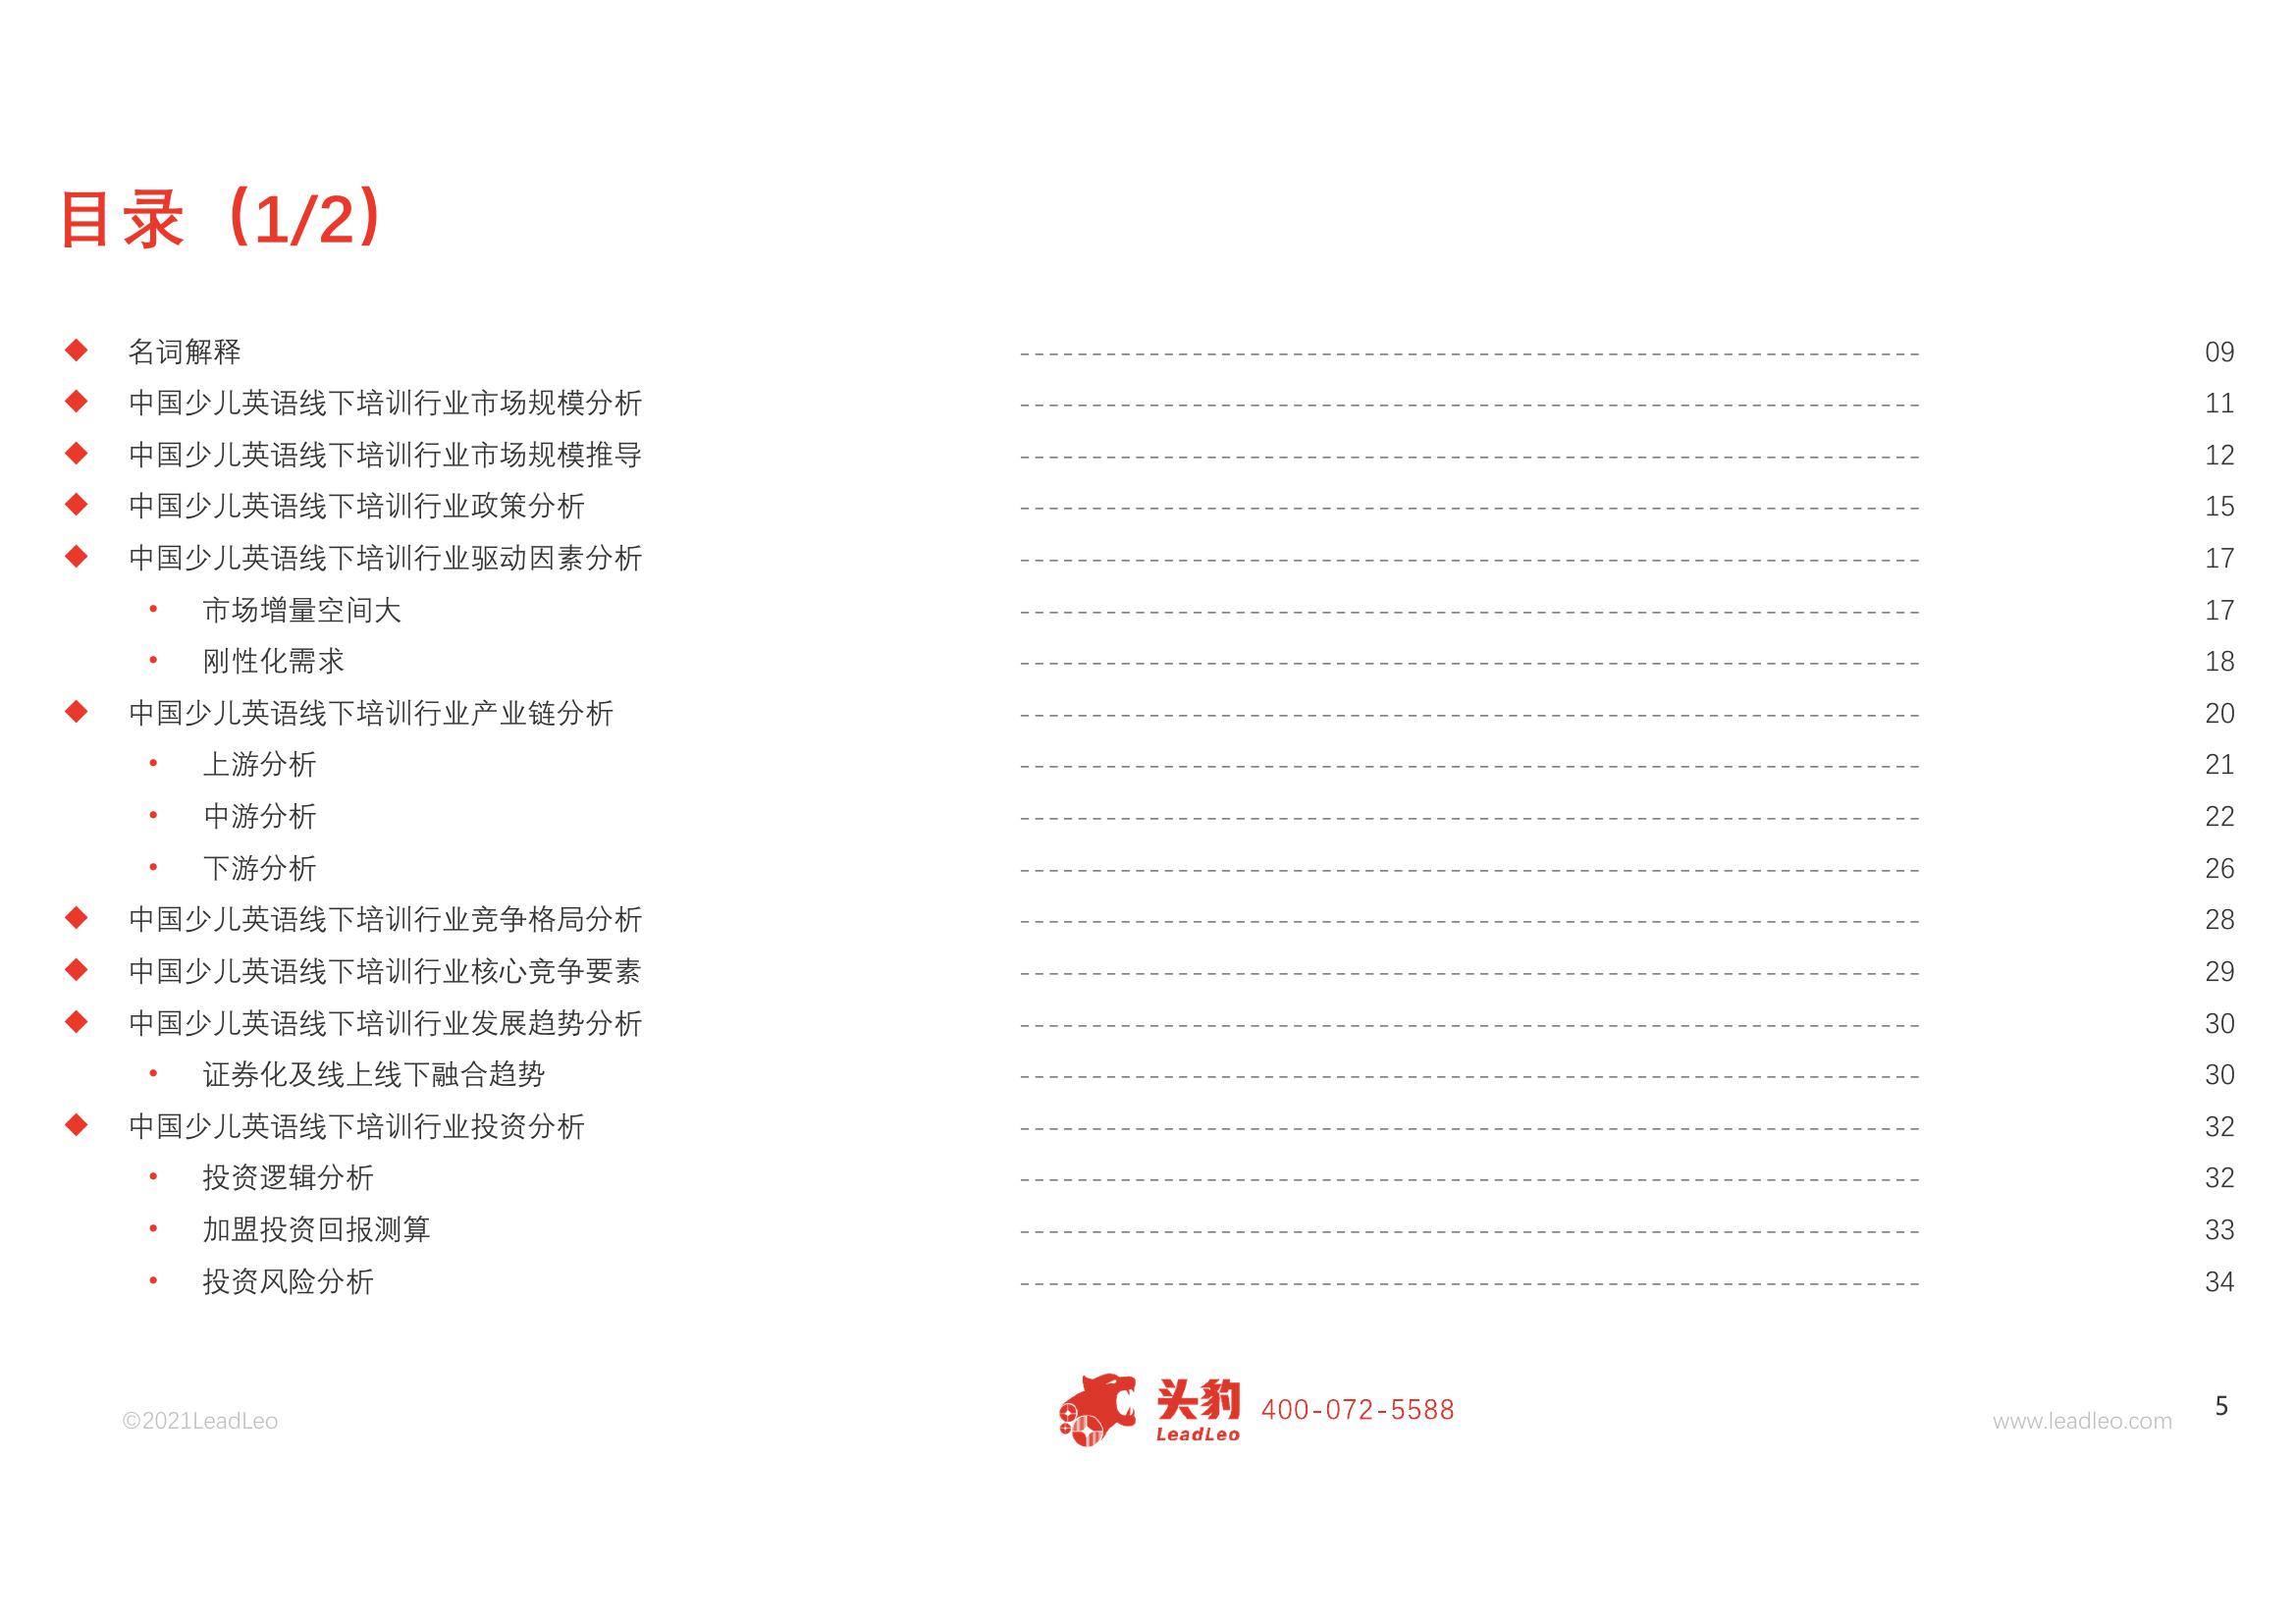 目录（1/2）
名词解释 09
中国少儿英语线下培训行业市场规模分析 11
中国少儿英语线下培训行业市场规模推导 12
中国少儿英语线下培训行业政策分析 15
中国少儿英语线下培训行业驱动因素分析 17
市场增量空间大 17
刚性化需求 18
中国少儿英语线下培训行业产业链分析 20
上游分析 21
中游分析 22
下游分析 26
中国少儿英语线下培训行业竞争格局分析 28
中国少儿英语线下培训行业核心竞争要素 29
中国少儿英语线下培训行业发展趋势分析 30
证券化及线上线下融合趋势 30
中国少儿英语线下培训行业投资分析 32
投资逻辑分析 32
加盟投资回报测算 33
投资风险分析 34
©2021LeadLeo
头豹
LeadLeo
400-072-5588
www.leadleo.com
5